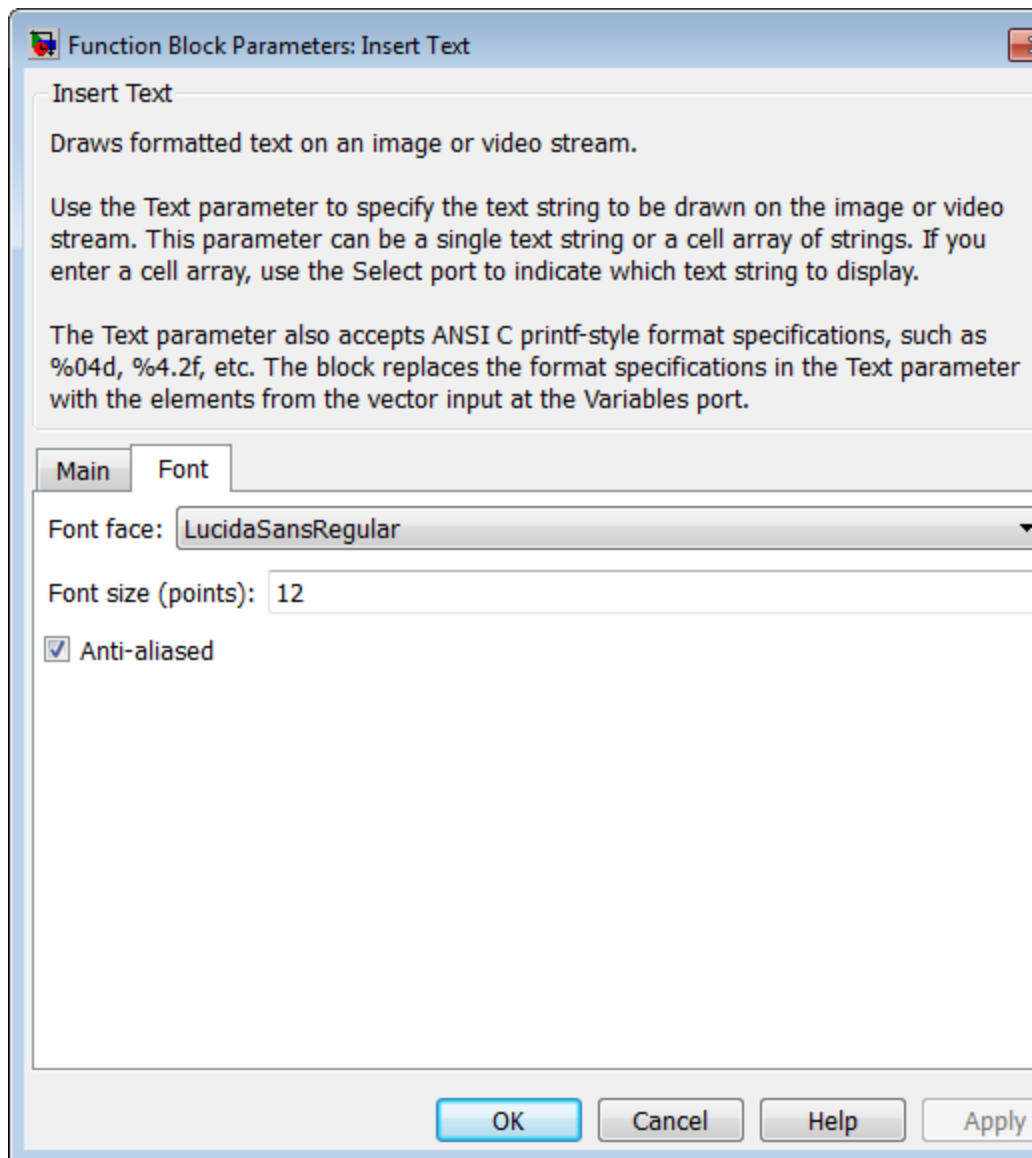 Function Block Parameters: Insert Text
Insert Text
Draws formatted text on an image or video stream.
Use the Text parameter to specify the text string to be drawn on the image or video
stream. This parameter can be a single text string or a cell array of strings. If you
enter a cell array, use the Select port to indicate which text string to display.
The Text parameter also accepts ANSI C printf-style format specifications, such as
%04d, %4.2f, etc. The block replaces the format specifications in the Text parameter
with the elements from the vector input at the Variables port.
Main Font
Font face: LucidaSansRegular
Font size (points): 12
Anti-aliased
OK Cancel Help Apply